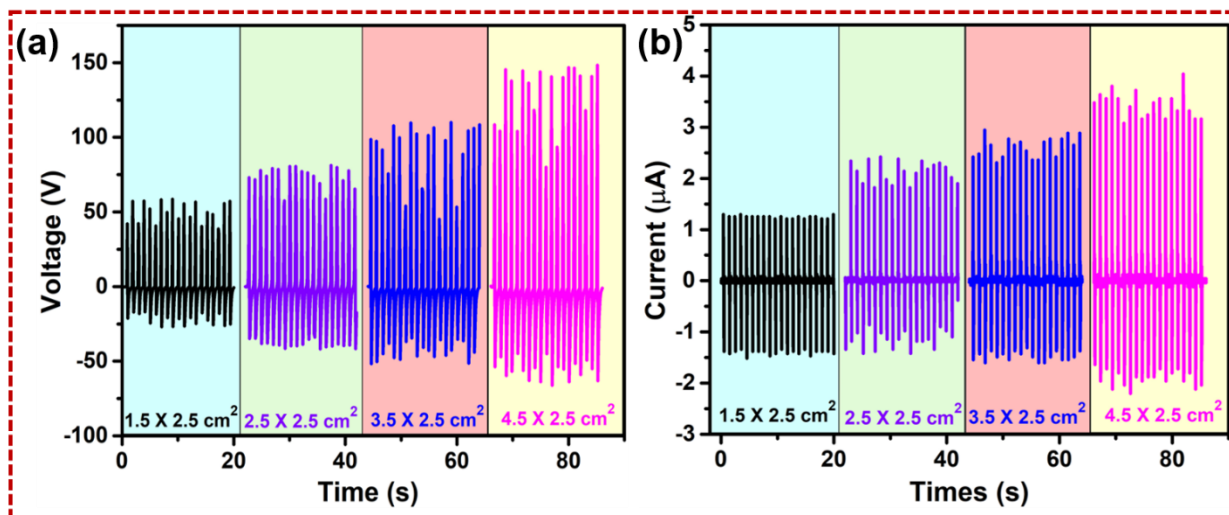 (a)
Voltage (V)
150
100
50
0
-50
-100
1.5 X 2.5 cm²
2.5 X 2.5 cm²
3.5 X 2.5 cm²
4.5 X 2.5 cm²
0 20 40 60 80
Time (s)
(b)
Current (μA)
5
4
3
2
1
0
-1
-2
-3
1.5 X 2.5 cm²
2.5 X 2.5 cm²
3.5 X 2.5 cm²
4.5 X 2.5 cm²
0 20 40 60 80
Times (s)